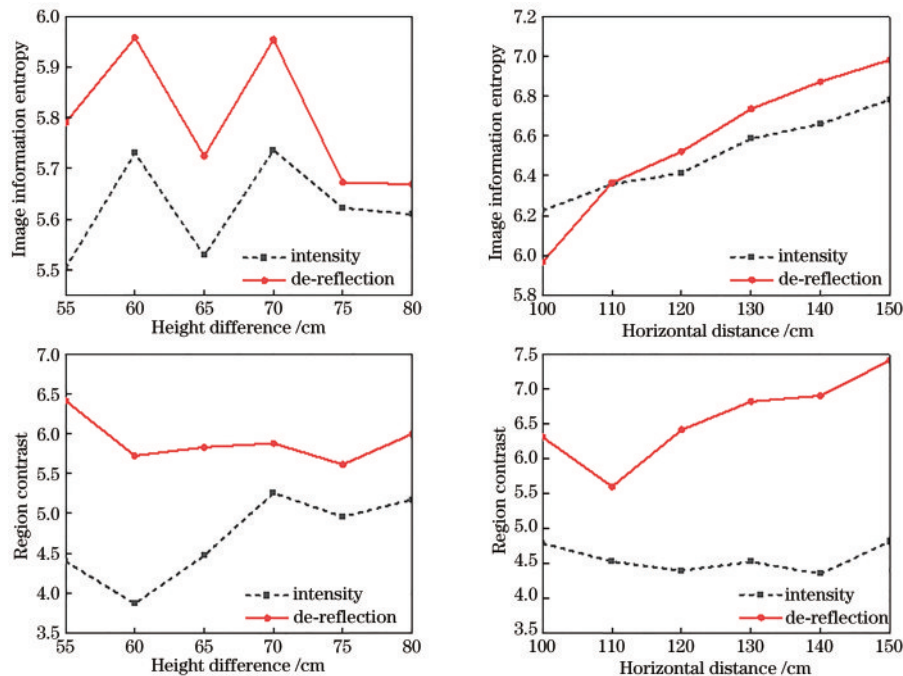 6.0
5.9
5.8
5.7
5.6
5.5
Image information entropy
intensity
de-reflection
55 60 65 70 75 80
Height difference /cm
7.0
6.8
6.6
6.2
6.0
5.8
Image information entropy
intensity
de-reflection
100 110 120 130 140 150
Horizontal distance /cm
7.0
6.5
6.0
5.5
5.0
4.5
4.0
3.5
Region contrast
intensity
de-reflection
55 60 65 70 75 80
Height difference /cm
7.5
7.0
6.5
6.0
5.5
5.0
4.5
4.0
3.5
Region contrast
intensity
de-reflection
100 110 120 130 140 150
Horizontal distance /cm